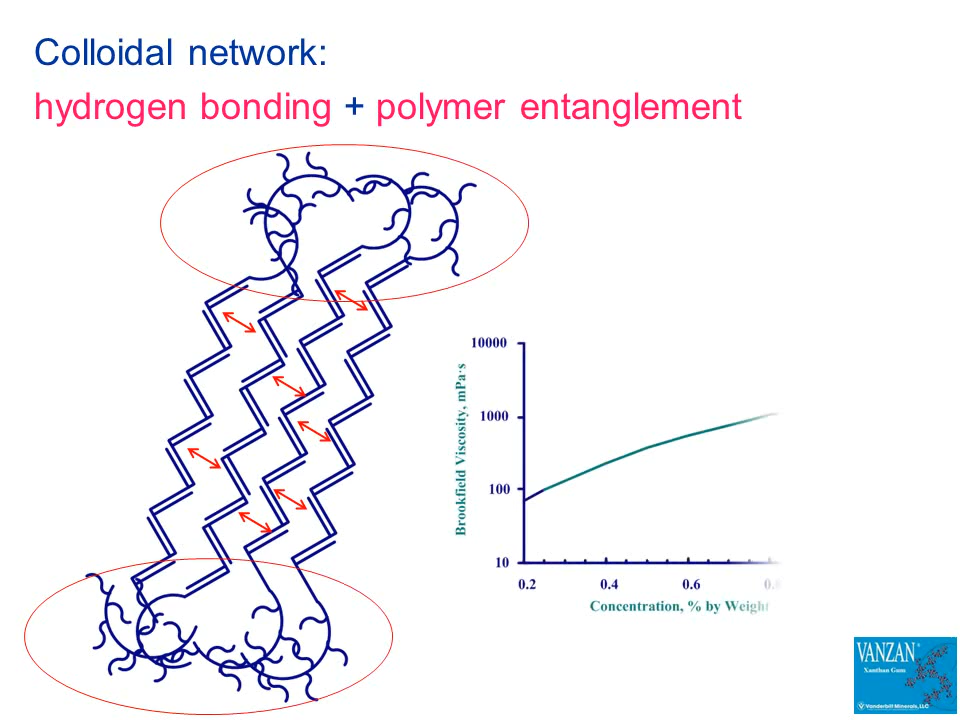 Colloidal network:
hydrogen bonding + polymer entanglement
10000
1000
100
10
Brookfield Viscosity, mPa·s
0.2 0.4 0.6 0.8
Concentration, % by Weight
VANZAN®
Xanthan Gum
Vanderbilt Minerals, LLC